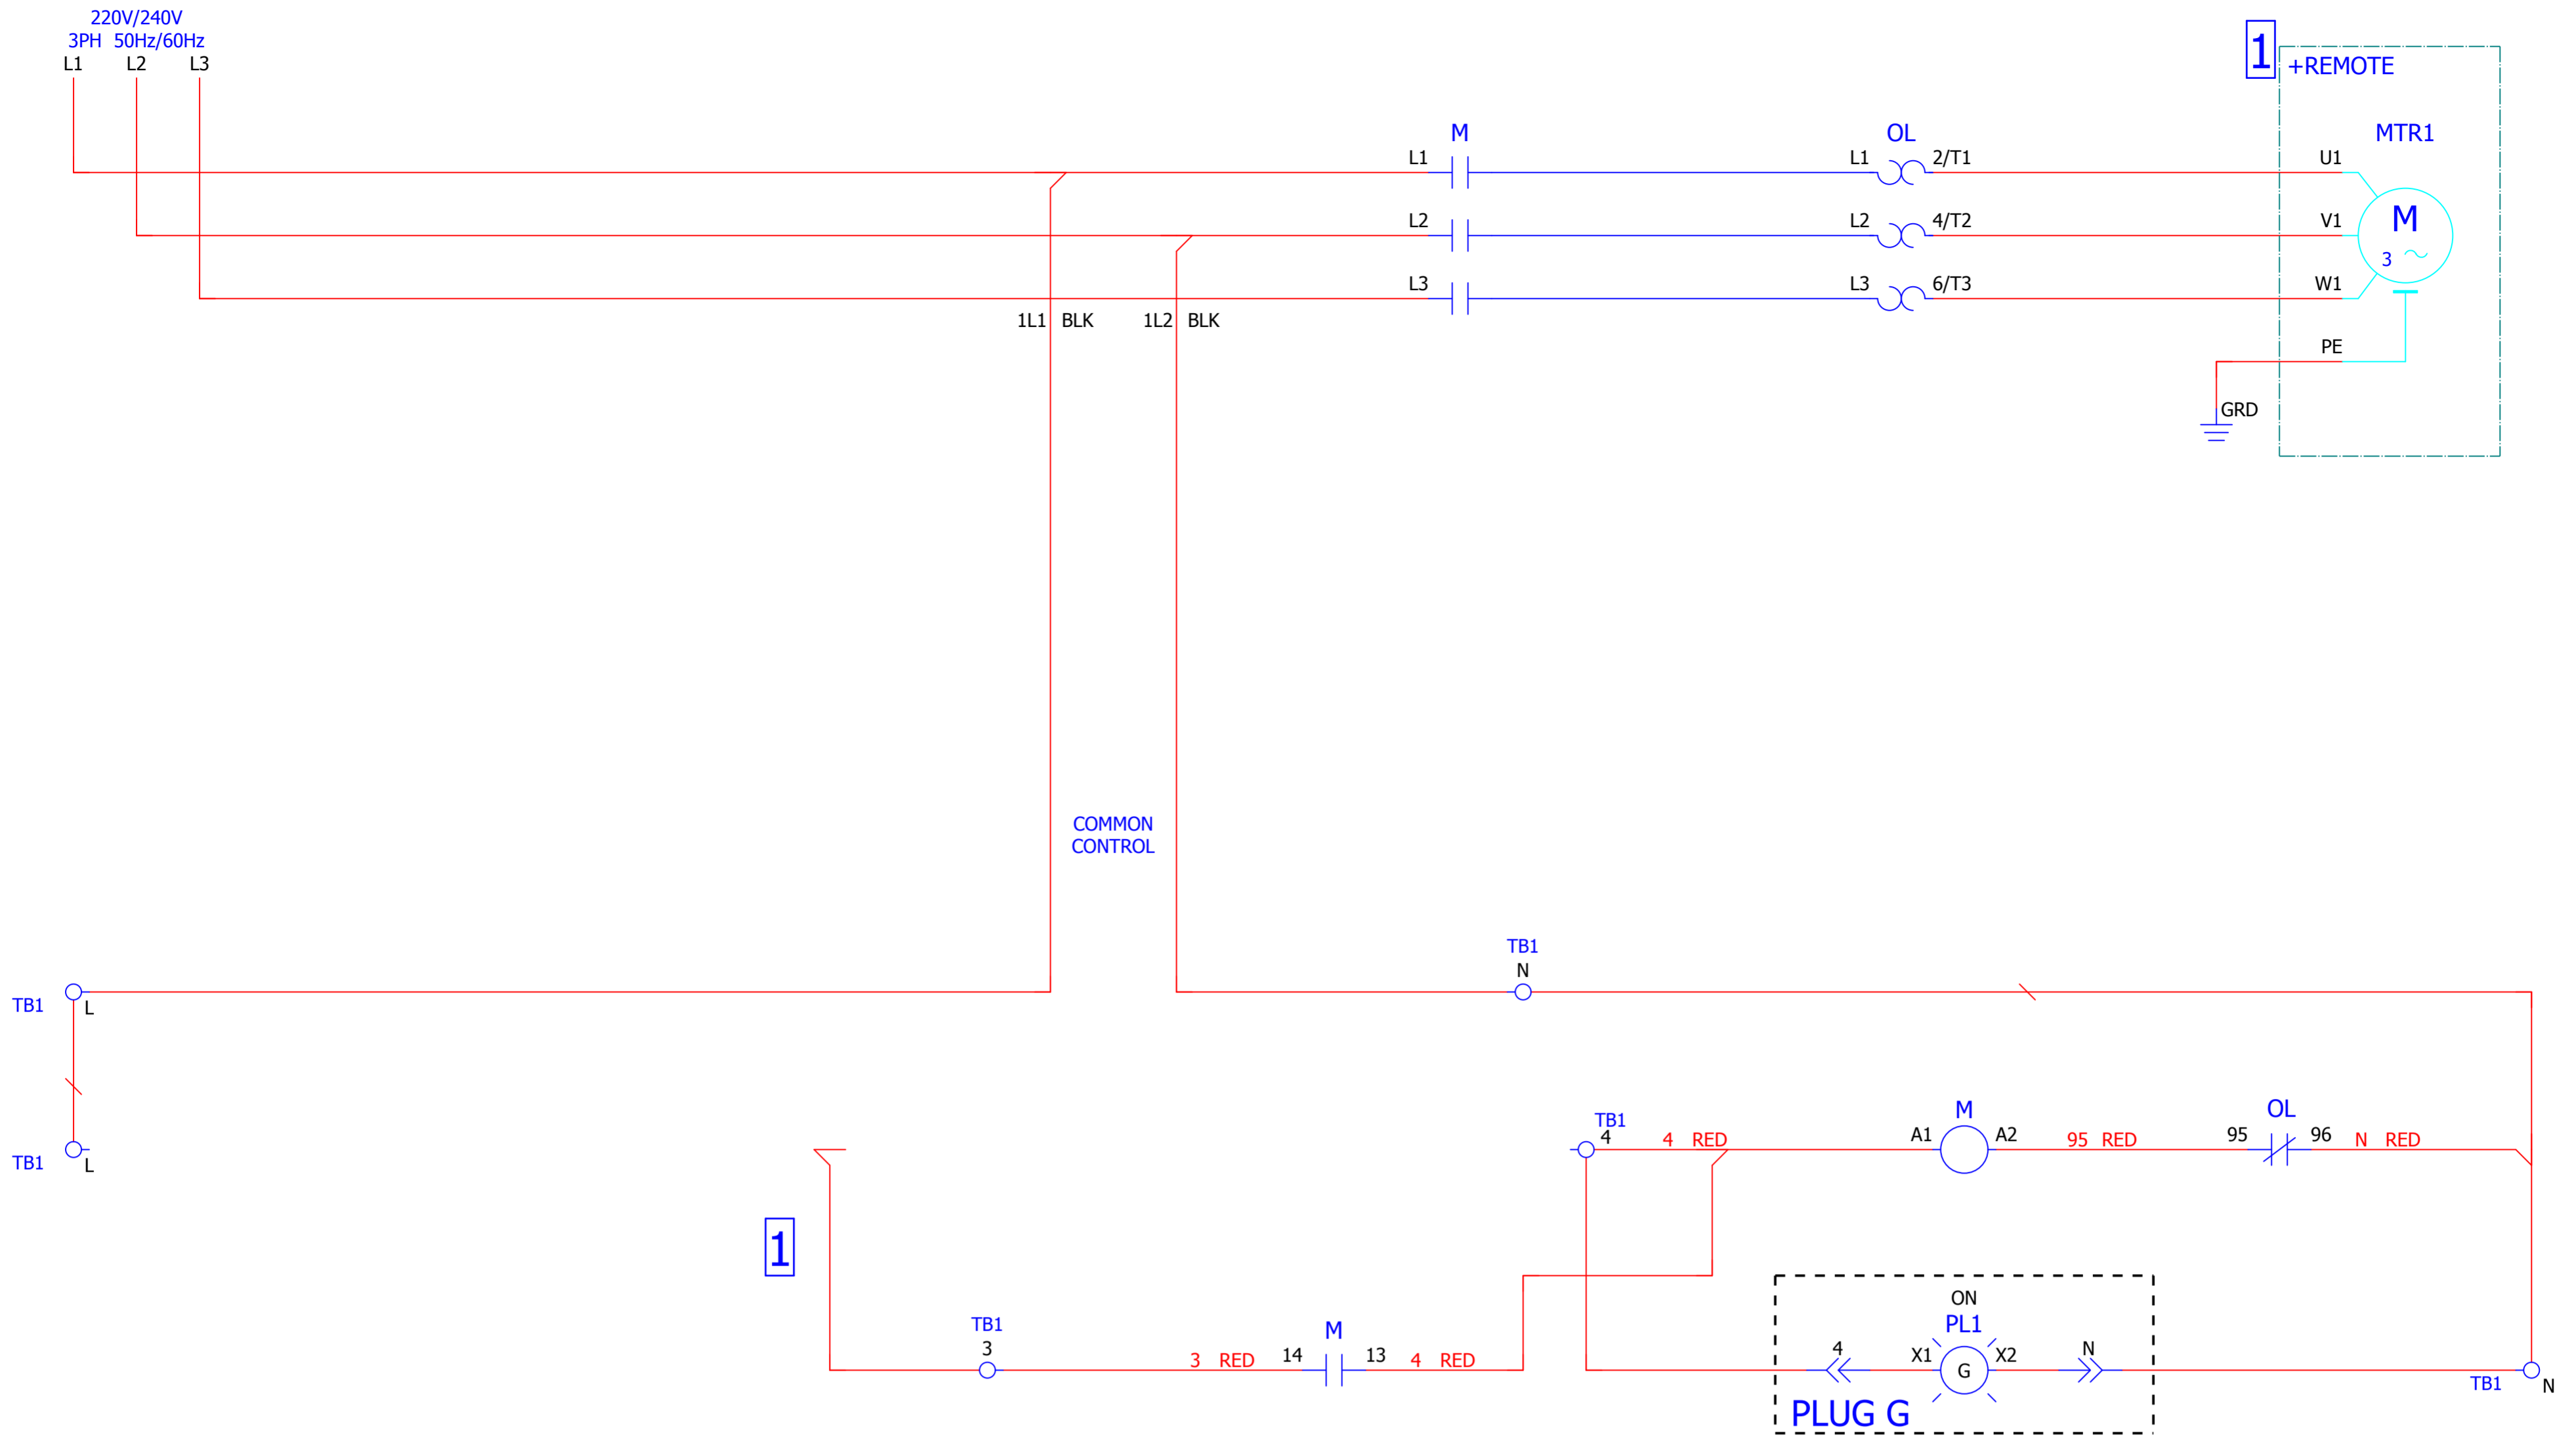 220V/240V
3PH 50Hz/60Hz
L1 L2 L3
1
+REMOTE
M OL MTR1
L1 L1 2/T1 U1
M
L2 L2 4/T2 V1
3
L3 L3 6/T3 W1
1L1 BLK 1L2 BLK
PE
GRD
COMMON
CONTROL
TB1
N
TB1 L
TB1
4
4 RED
M
A1 A2
95 RED
OL
95 96
N RED
TB1 L
1
TB1
3
3 RED
M
14 13
4 RED
ON
PL1
4 X1 G X2 N
PLUG G
TB1 N